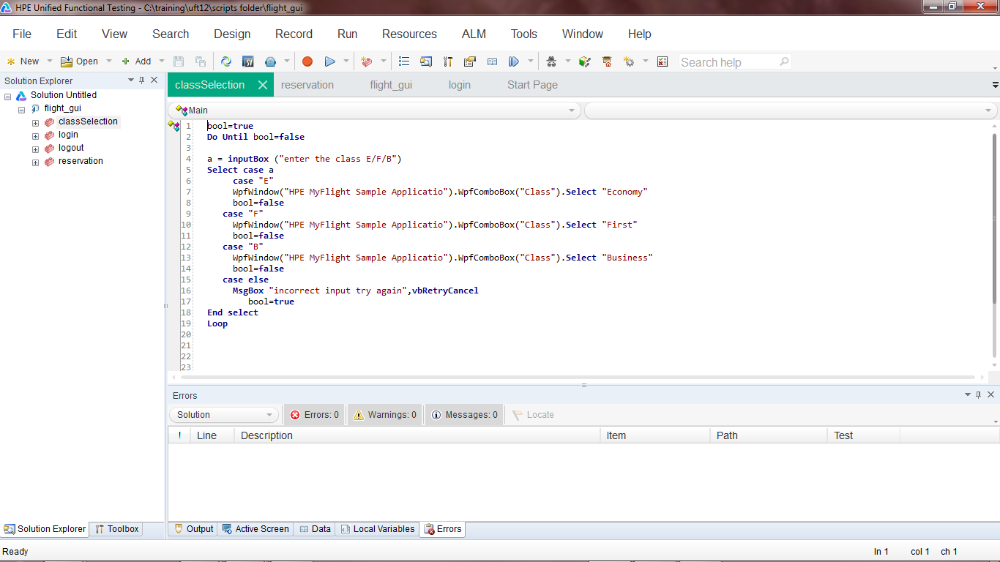 HPE Unified Functional Testing - C:\training\uft12\scripts folder\flight_gui
File Edit View Search Design Record Run Resources ALM Tools Window Help
New Open Add Search help
Solution Explorer
classSelection reservation flight_gui login Start Page
Solution Untitled
flight_gui
classSelection
login
logout
reservation
Main
1 bool=true
2 Do Until bool=false
3
4 a = inputBox ("enter the class E/F/B")
5 Select case a
6 case "E"
7 WpfWindow("HPE MyFlight Sample Applicatio").WpfComboBox("Class").Select "Economy"
8 bool=false
9 case "F"
10 WpfWindow("HPE MyFlight Sample Applicatio").WpfComboBox("Class").Select "First"
11 bool=false
12 case "B"
13 WpfWindow("HPE MyFlight Sample Applicatio").WpfComboBox("Class").Select "Business"
14 bool=false
15 case else
16 MsgBox "incorrect input try again",vbRetryCancel
17 bool=true
18 End select
19 Loop
20
21
22
23
Errors
Solution Errors: 0 Warnings: 0 Messages: 0 Locate
! Line Description Item Path Test
Solution Explorer Toolbox Output Active Screen Data Local Variables Errors
Ready ln 1 col 1 ch 1